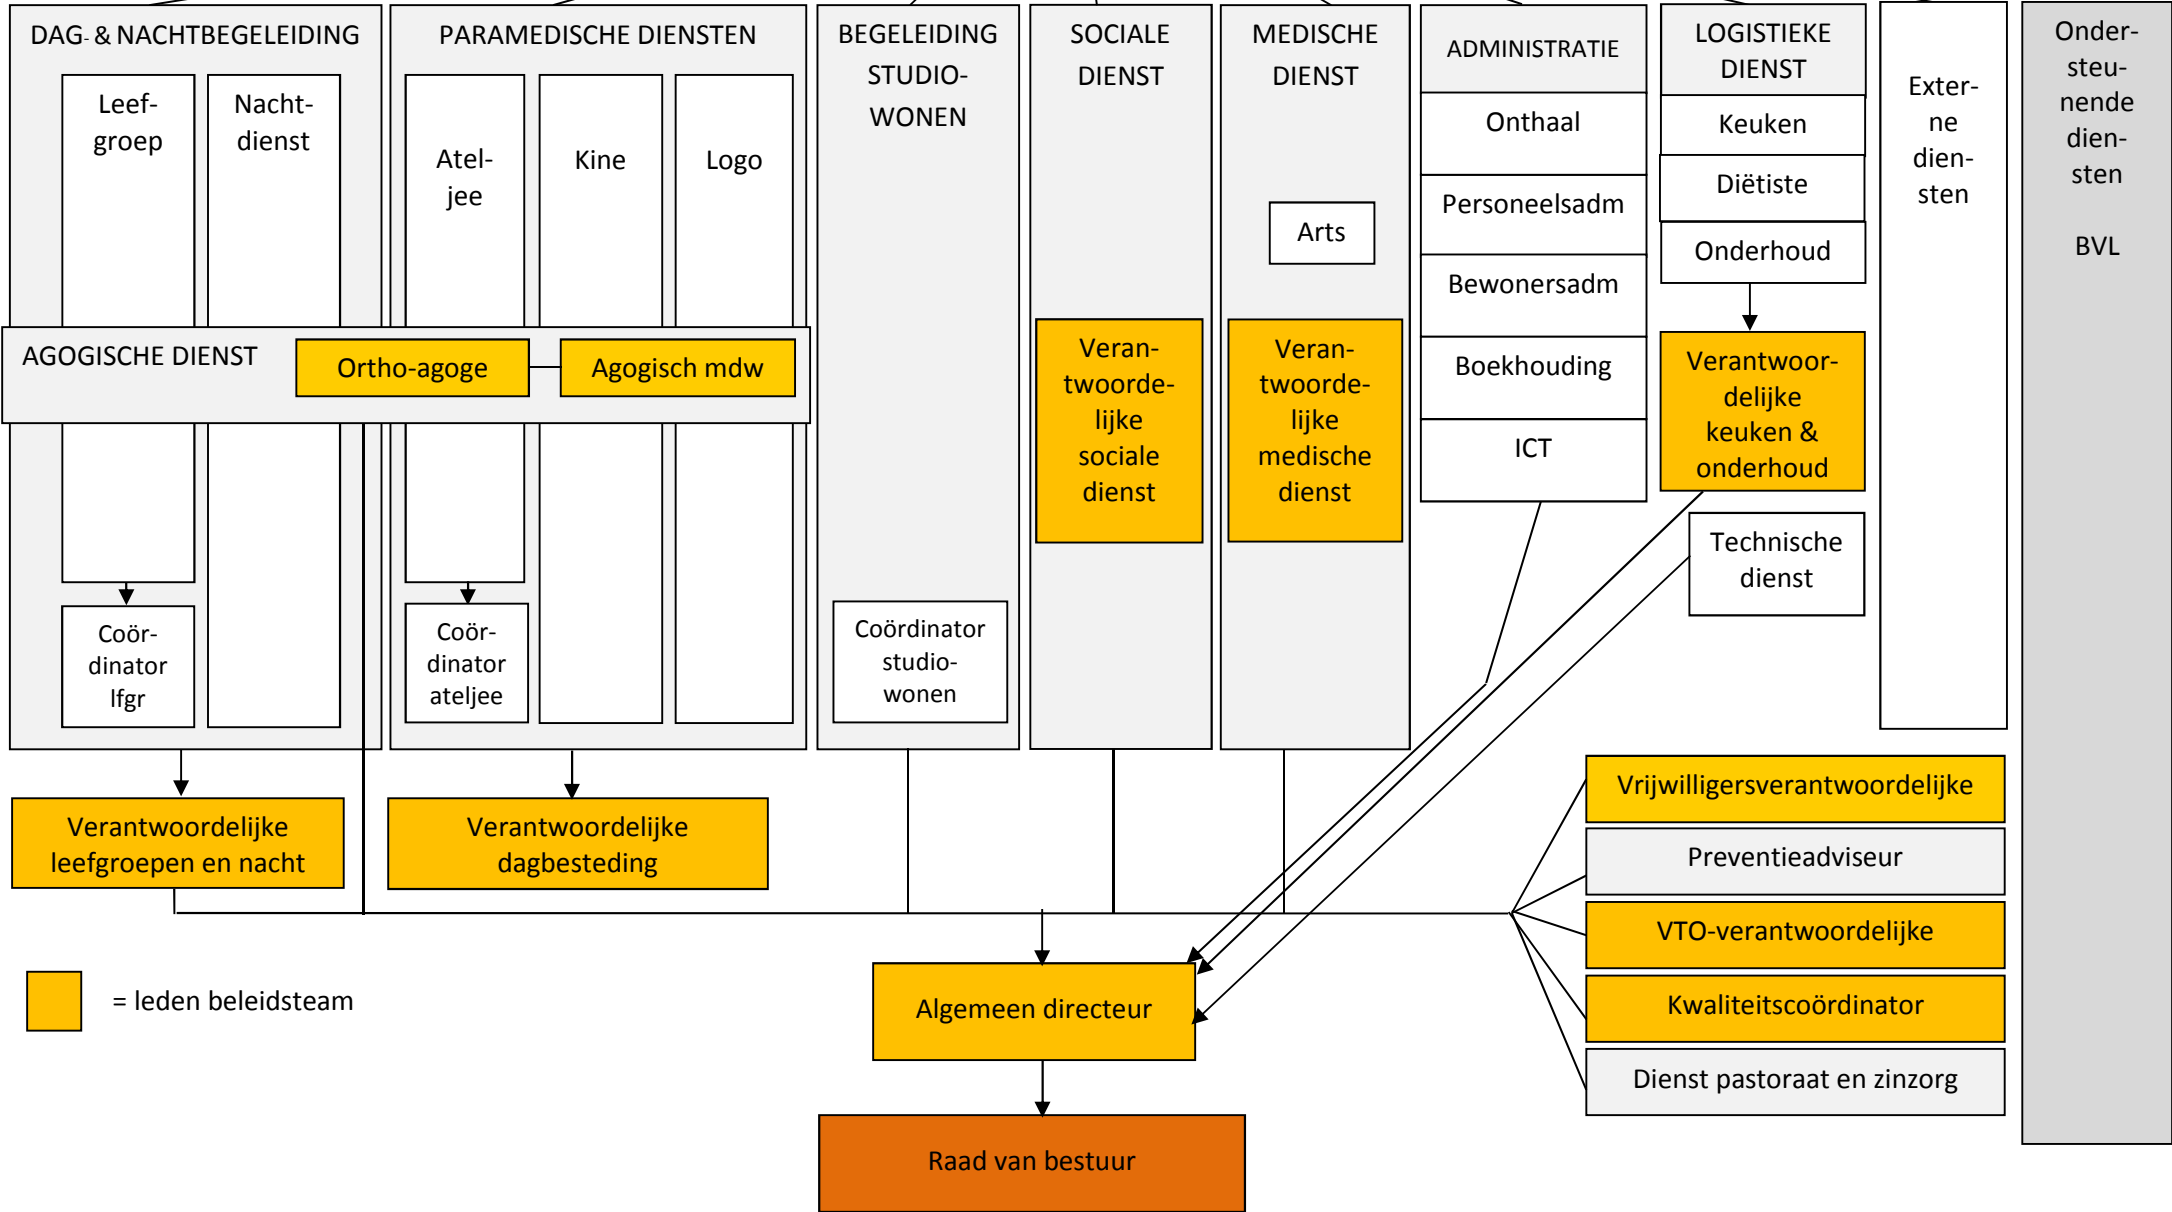 DAG- & NACHTBEGELEIDING
Leef-
groep
Nacht-
dienst
PARAMEDISCHE DIENSTEN
Atel-
jee
Kine
Logo
BEGELEIDING
STUDIO-
WONEN
SOCIALE
DIENST
MEDISCHE
DIENST
Arts
ADMINISTRATIE
Onthaal
Personeelsadm
Bewonersadm
Boekhouding
ICT
LOGISTIEKE
DIENST
Keuken
Diëtiste
Onderhoud
Exter-
ne
dien-
sten
Onder-
steu-
nende
dien-
sten
BVL
AGOGISCHE DIENST
Ortho-agoge
Agogisch mdw
Veran-
twoorde-
lijke
sociale
dienst
Veran-
twoorde-
lijke
medische
dienst
Verantwoor-
delijke
keuken &
onderhoud
Technische
dienst
Coör-
dinator
lfgr
Coör-
dinator
ateljee
Coördinator
studio-
wonen
Verantwoordelijke
leefgroepen en nacht
Verantwoordelijke
dagbesteding
Vrijwilligersverantwoordelijke
Preventieadviseur
VTO-verantwoordelijke
Kwaliteitscoördinator
Dienst pastoraat en zinzorg
= leden beleidsteam
Algemeen directeur
Raad van bestuur